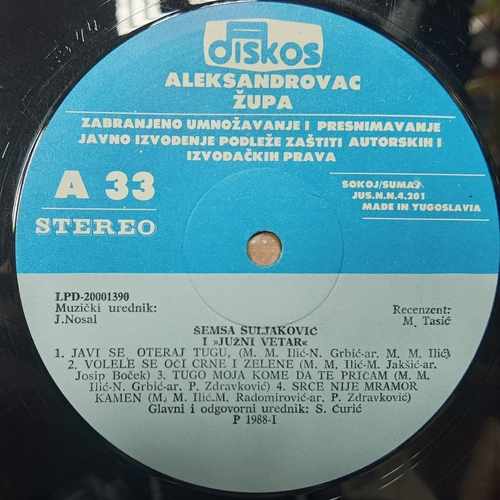 diskos
ALEKSANDROVAC
ŽUPA
ZABRANJENO UMNOŽAVANJE I PRESNIMAVANJE
JAVNO IZVOĐENJE PODLEŽE ZAŠTITI AUTORSKIH I
IZVOĐAČKIH PRAVA
A 33
STEREO
SOKOJ/SUMAJ
JUS.N.N.4.201
MADE IN YUGOSLAVIA
LPD-20001390
Muzički urednik:
J. Nosal
Recenzent:
M. Tasić
ŠEMSA SULJAKOVIĆ
I »JUŽNI VETAR«
1. JAVI SE, OTERAJ TUGU, (M. M. Ilić-N. Grbić-ar. M. M. Ilić)
2. VOLELE SE OČI CRNE I ZELENE (M. M. Ilić-M. Jakšić-ar.
Josip Boček) 3. TUGO MOJA KOME DA TE PRIČAM (M. M.
Ilić-N. Grbić-ar. P. Zdravković) 4. SRCE NIJE MRAMOR
KAMEN (M. M. Ilić.M. Radomirović-ar. P. Zdravković)
Glavni i odgovorni urednik: S. Ćurić
P 1988-I